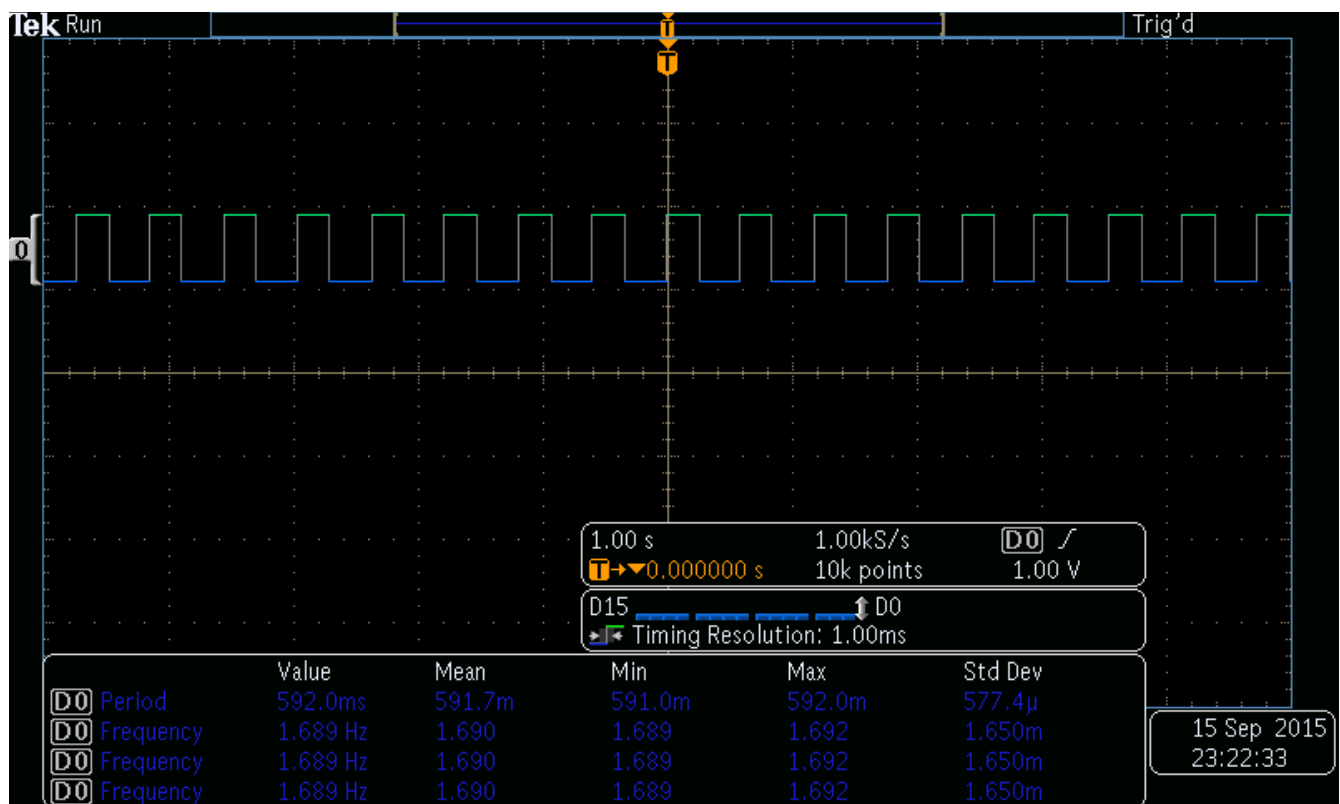 Tek Run Trig'd
T
T
0
1.00 s 1.00kS/s D0
T→▼0.000000 s 10k points 1.00 V
D15 D0
Timing Resolution: 1.00ms
Value Mean Min Max Std Dev
D0 Period 592.0ms 591.7m 591.0m 592.0m 577.4µ
D0 Frequency 1.689 Hz 1.690 1.689 1.692 1.650m
D0 Frequency 1.689 Hz 1.690 1.689 1.692 1.650m
D0 Frequency 1.689 Hz 1.690 1.689 1.692 1.650m
15 Sep 2015
23:22:33